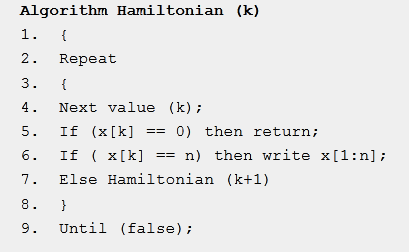 Algorithm Hamiltonian (k)
1. {
2. Repeat
3. {
4. Next value (k);
5. If (x[k] == 0) then return;
6. If ( x[k] == n) then write x[1:n];
7. Else Hamiltonian (k+1)
8. }
9. Until (false);